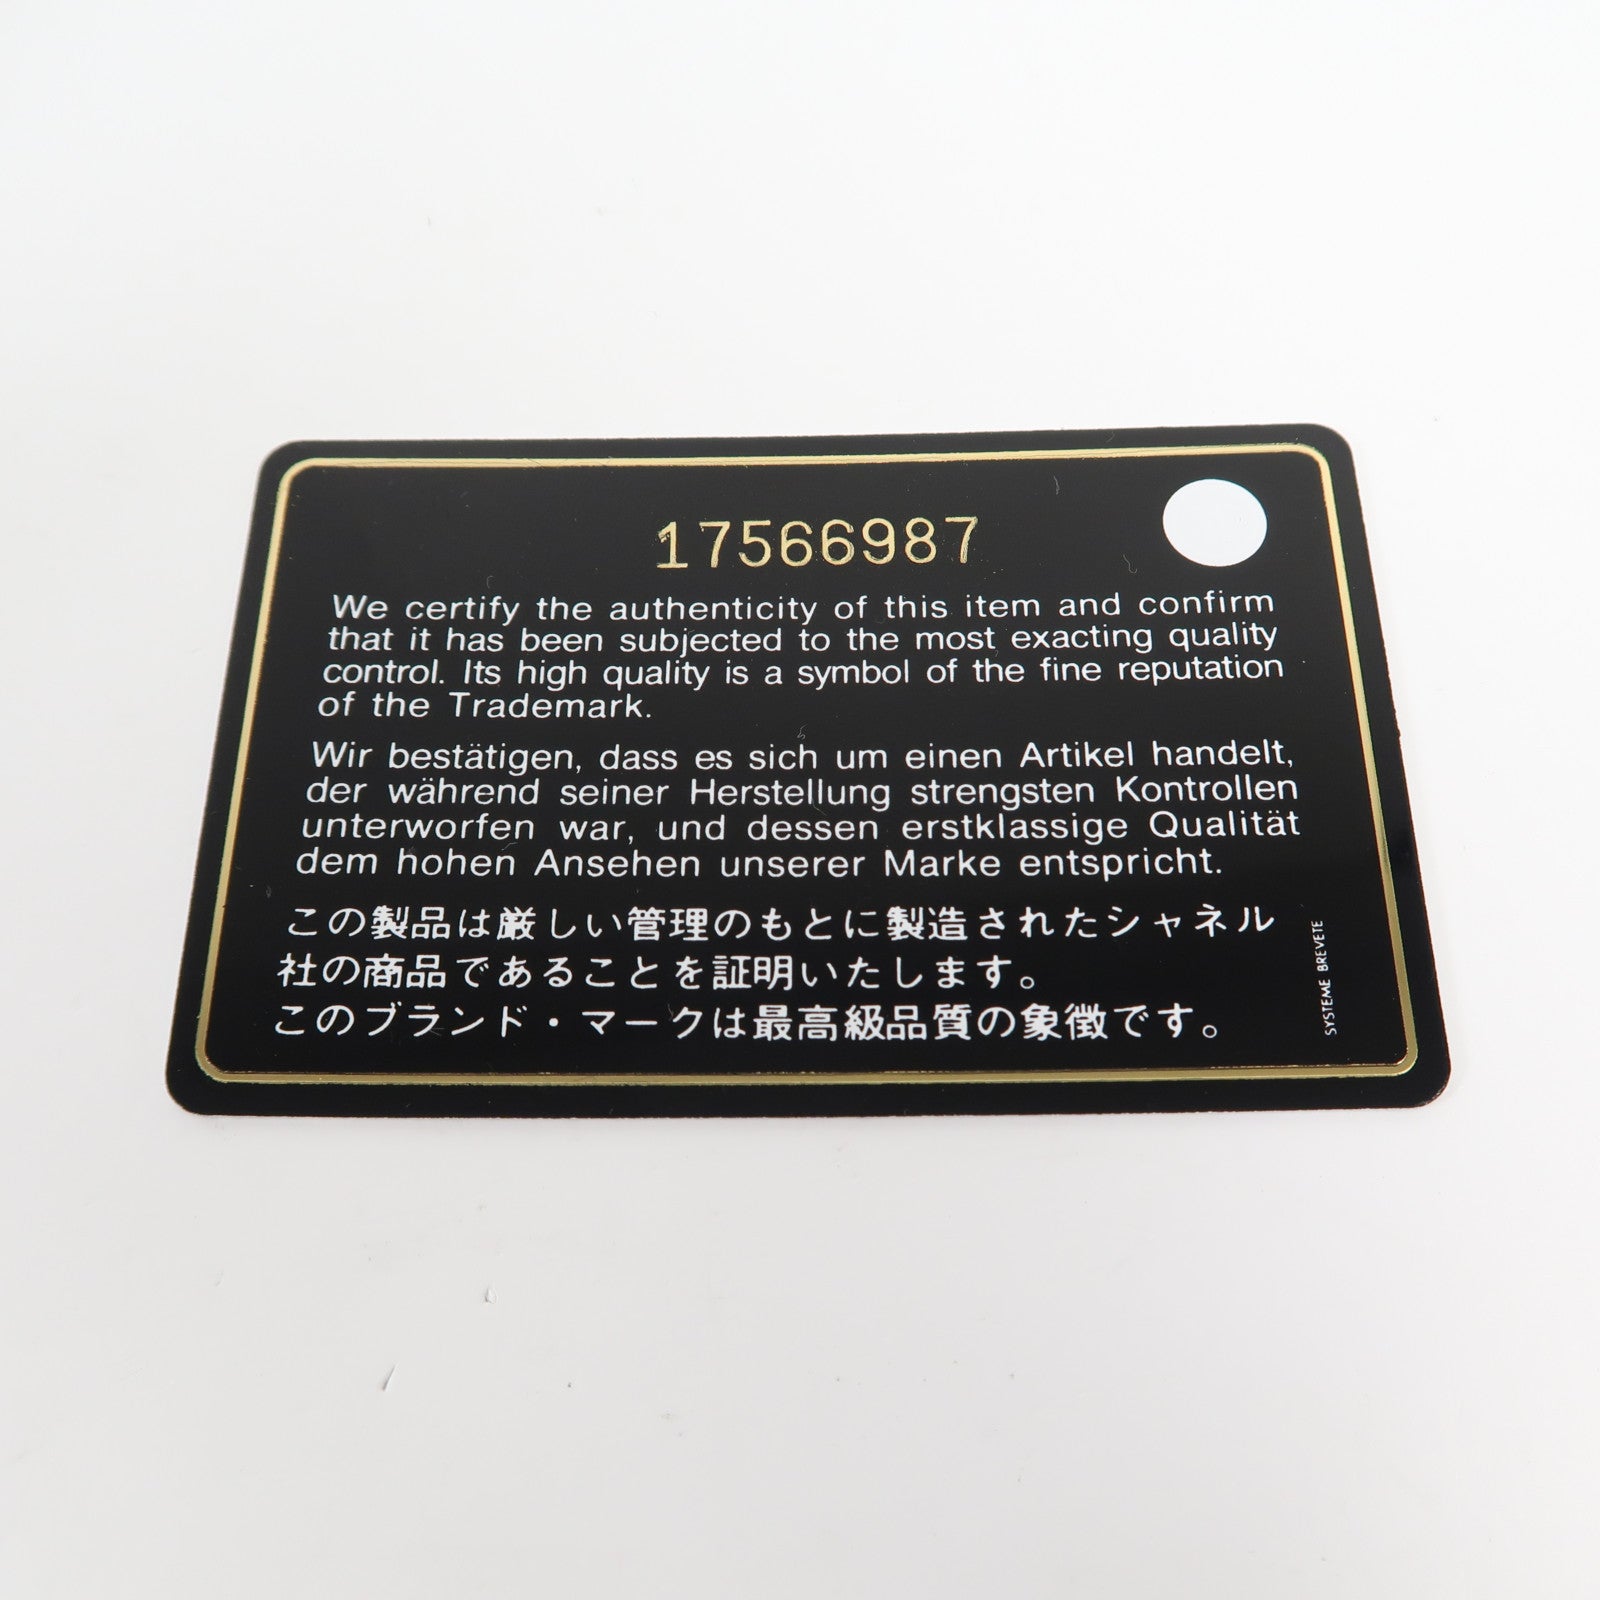 17566987
We certify the authenticity of this item and confirm
that it has been subjected to the most exacting quality
control. Its high quality is a symbol of the fine reputation
of the Trademark.
Wir bestätigen, dass es sich um einen Artikel handelt,
der während seiner Herstellung strengsten Kontrollen
unterworfen war, und dessen erstklassige Qualität
dem hohen Ansehen unserer Marke entspricht.
この製品は厳しい管理のもとに製造されたシャネル
社の商品であることを証明いたします。
このブランド・マークは最高級品質の象徴です。
SYSTEME BREVETE